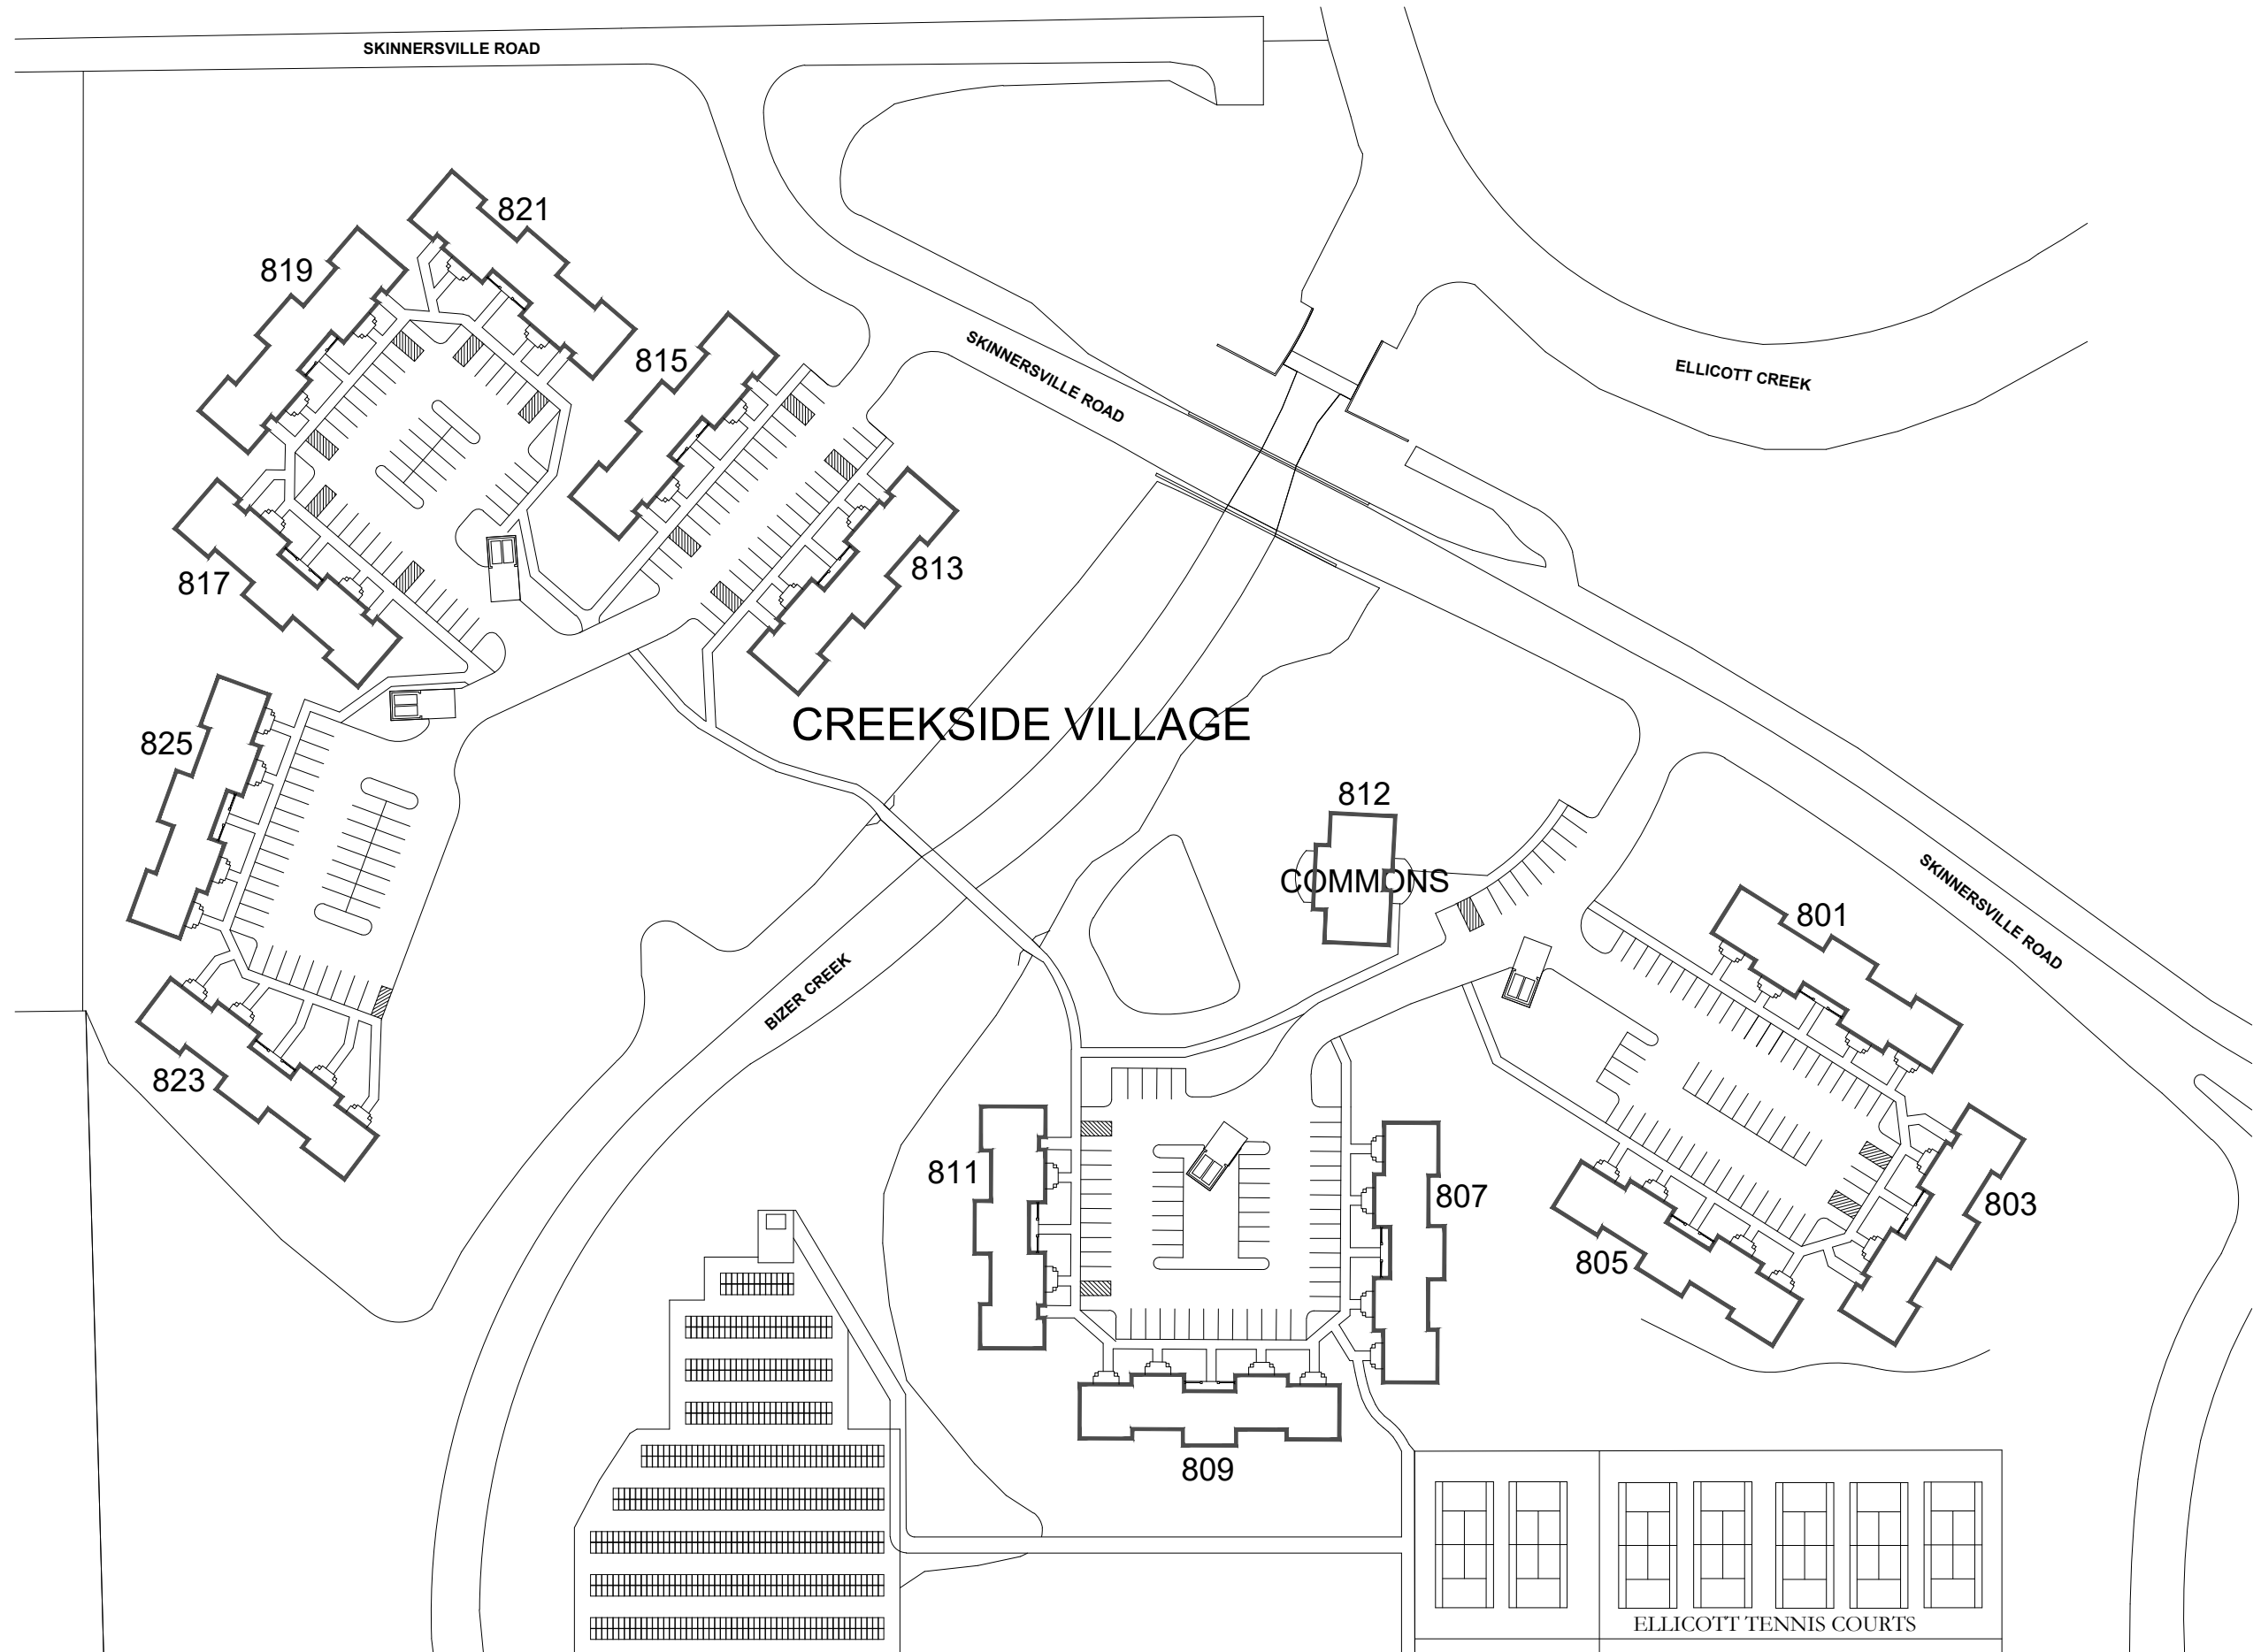 SKINNERSVILLE ROAD
821
819
815
SKINNERSVILLE ROAD
ELLICOTT CREEK
817
813
CREEKSIDE VILLAGE
825
812
COMMONS
801
SKINNERSVILLE ROAD
BIZER CREEK
823
811
807
803
805
809
ELLICOTT TENNIS COURTS